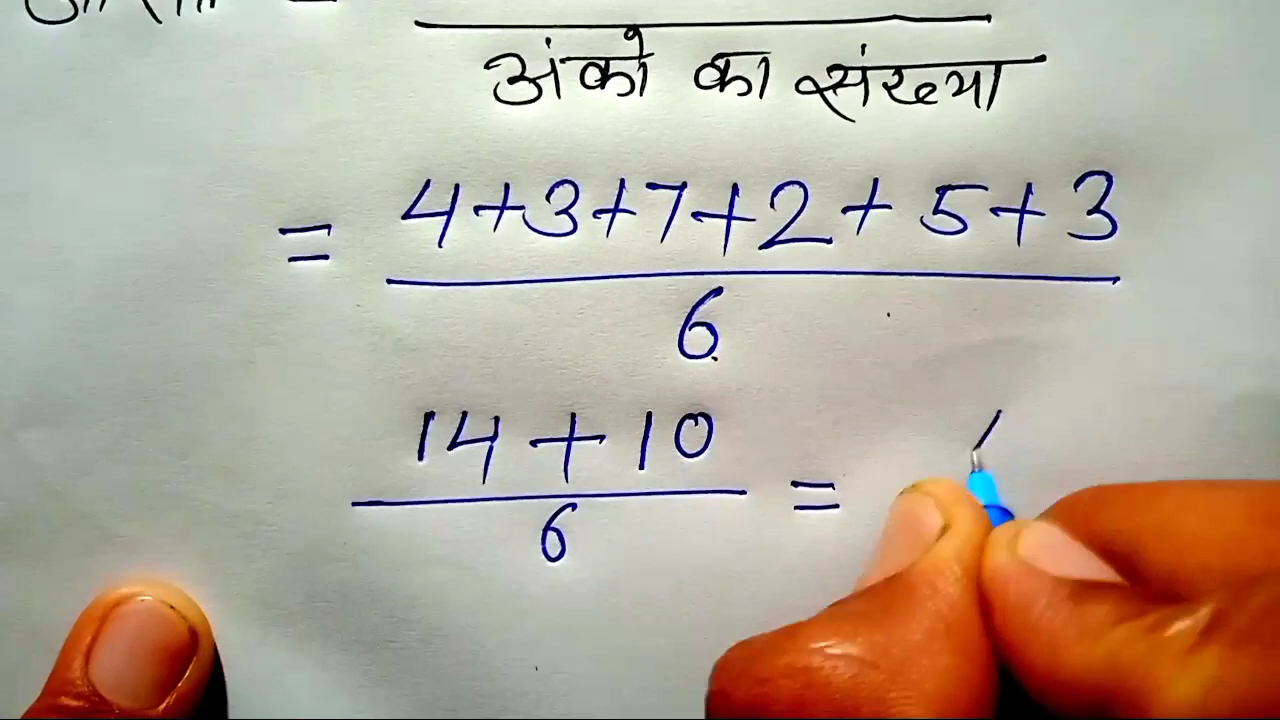 =
अंको का संख्या
= 4+3+7+2+5+3
6
14 + 10 =
6